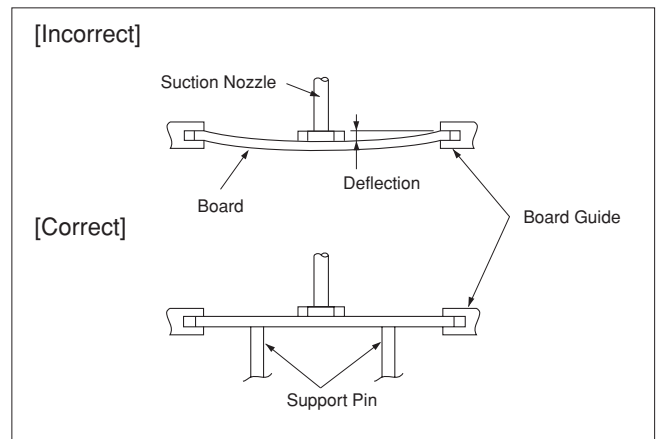 [Incorrect]
Suction Nozzle
Deflection
Board
Board Guide
[Correct]
Support Pin